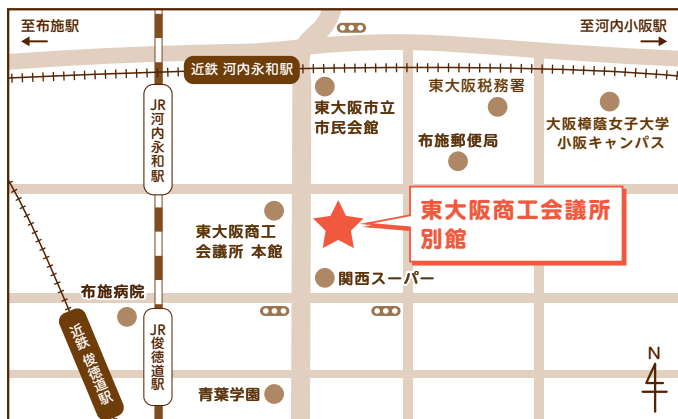 至布施駅
至河内小阪駅
近鉄 河内永和駅
JR河内永和駅
東大阪市立
市民会館
東大阪税務署
大阪樟蔭女子大学
小阪キャンパス
布施郵便局
東大阪商工
会議所 本館
東大阪商工会議所
別館
関西スーパー
布施病院
近鉄 俊徳道駅
JR俊徳道駅
青葉学園
N